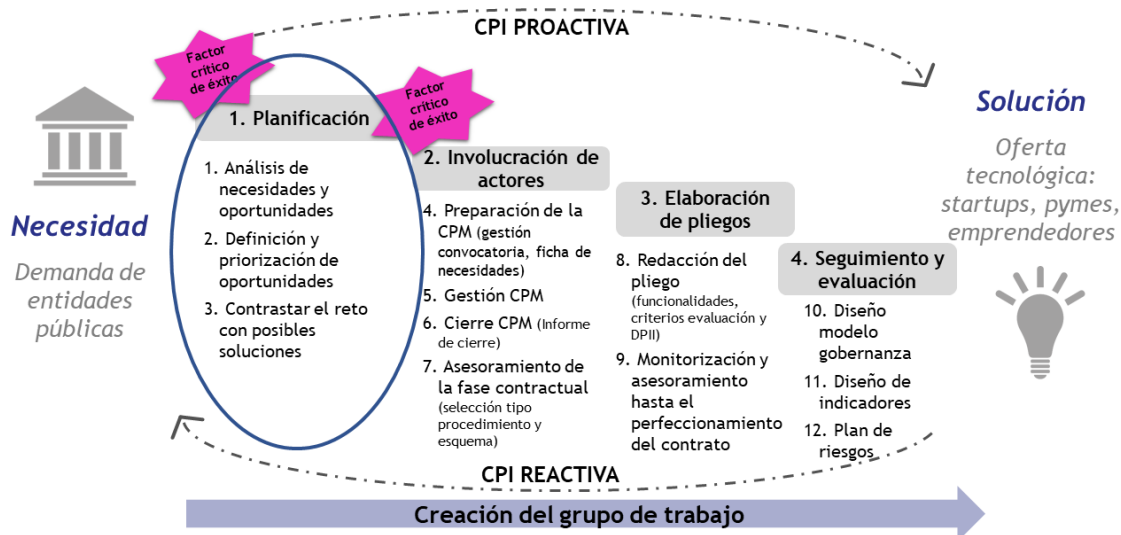 CPI PROACTIVA
Factor
crítico
de éxito
Factor
crítico
de éxito
Necesidad
Demanda de
entidades
públicas
1. Planificación
1. Análisis de
necesidades y
oportunidades
2. Definición y
priorización de
oportunidades
3. Contrastar el reto
con posibles
soluciones
2. Involucración de
actores
4. Preparación de la
CPM (gestión
convocatoria, ficha de
necesidades)
5. Gestión CPM
6. Cierre CPM (Informe
de cierre)
7. Asesoramiento de
la fase contractual
(selección tipo
procedimiento y
esquema)
3. Elaboración
de pliegos
8. Redacción del
pliego
(funcionalidades,
criterios evaluación y
DPII)
9. Monitorización y
asesoramiento
hasta el
perfeccionamiento
del contrato
4. Seguimiento y
evaluación
10. Diseño
modelo
gobernanza
11. Diseño de
indicadores
12. Plan de
riesgos
Solución
Oferta
tecnológica:
startups, pymes,
emprendedores
CPI REACTIVA
Creación del grupo de trabajo